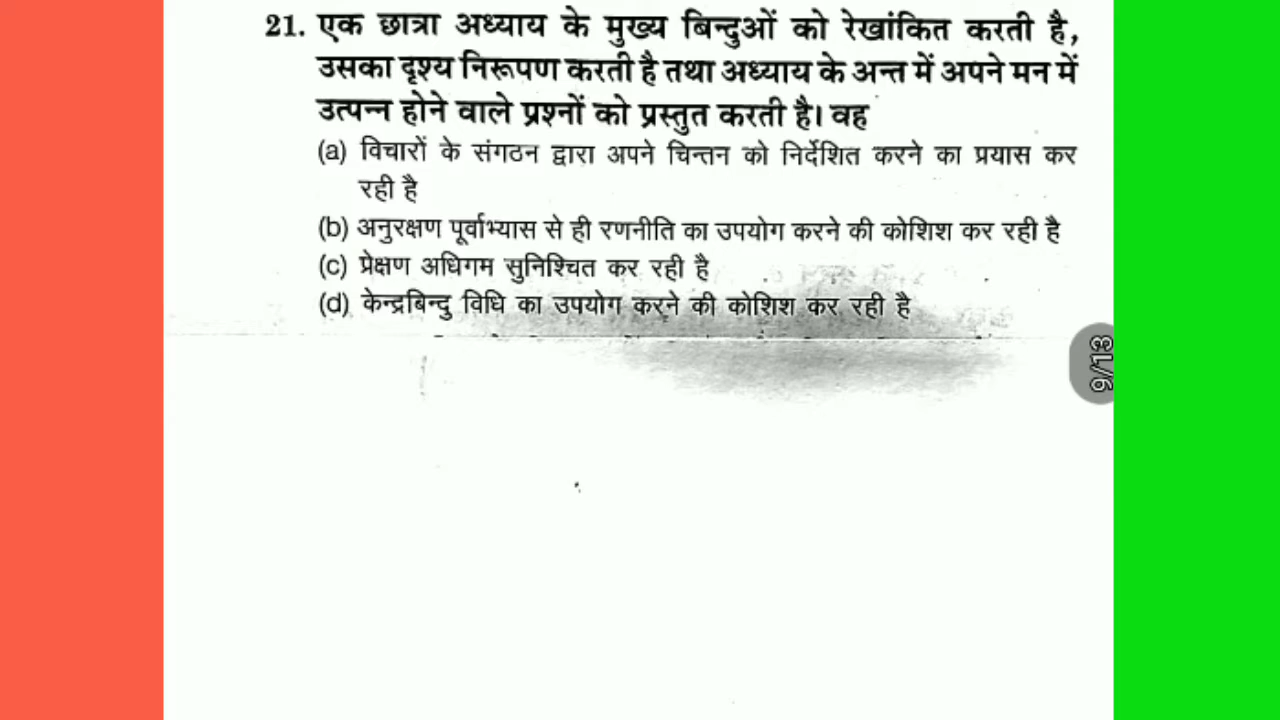 21. एक छात्रा अध्याय के मुख्य बिन्दुओं को रेखांकित करती है,
उसका दृश्य निरूपण करती है तथा अध्याय के अन्त में अपने मन में
उत्पन्न होने वाले प्रश्नों को प्रस्तुत करती है। वह
(a) विचारों के संगठन द्वारा अपने चिन्तन को निर्देशित करने का प्रयास कर
रही है
(b) अनुरक्षण पूर्वाभ्यास से ही रणनीति का उपयोग करने की कोशिश कर रही है
(c) प्रेक्षण अधिगम सुनिश्चित कर रही है
(d) केन्द्रबिन्दु विधि का उपयोग करने की कोशिश कर रही है
9/13